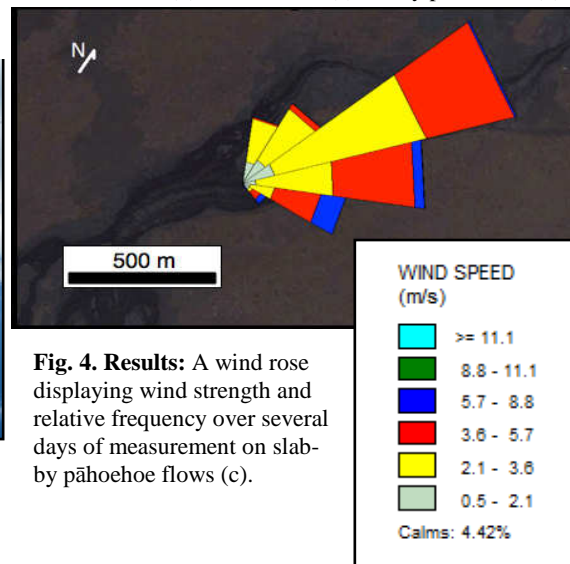 N
500 m
Fig. 4. Results: A wind rose
displaying wind strength and
relative frequency over several
days of measurement on slab-
by pāhoehoe flows (c).
WIND SPEED
(m/s)
>= 11.1
8.8 - 11.1
5.7 - 8.8
3.6 - 5.7
2.1 - 3.6
0.5 - 2.1
Calms: 4.42%